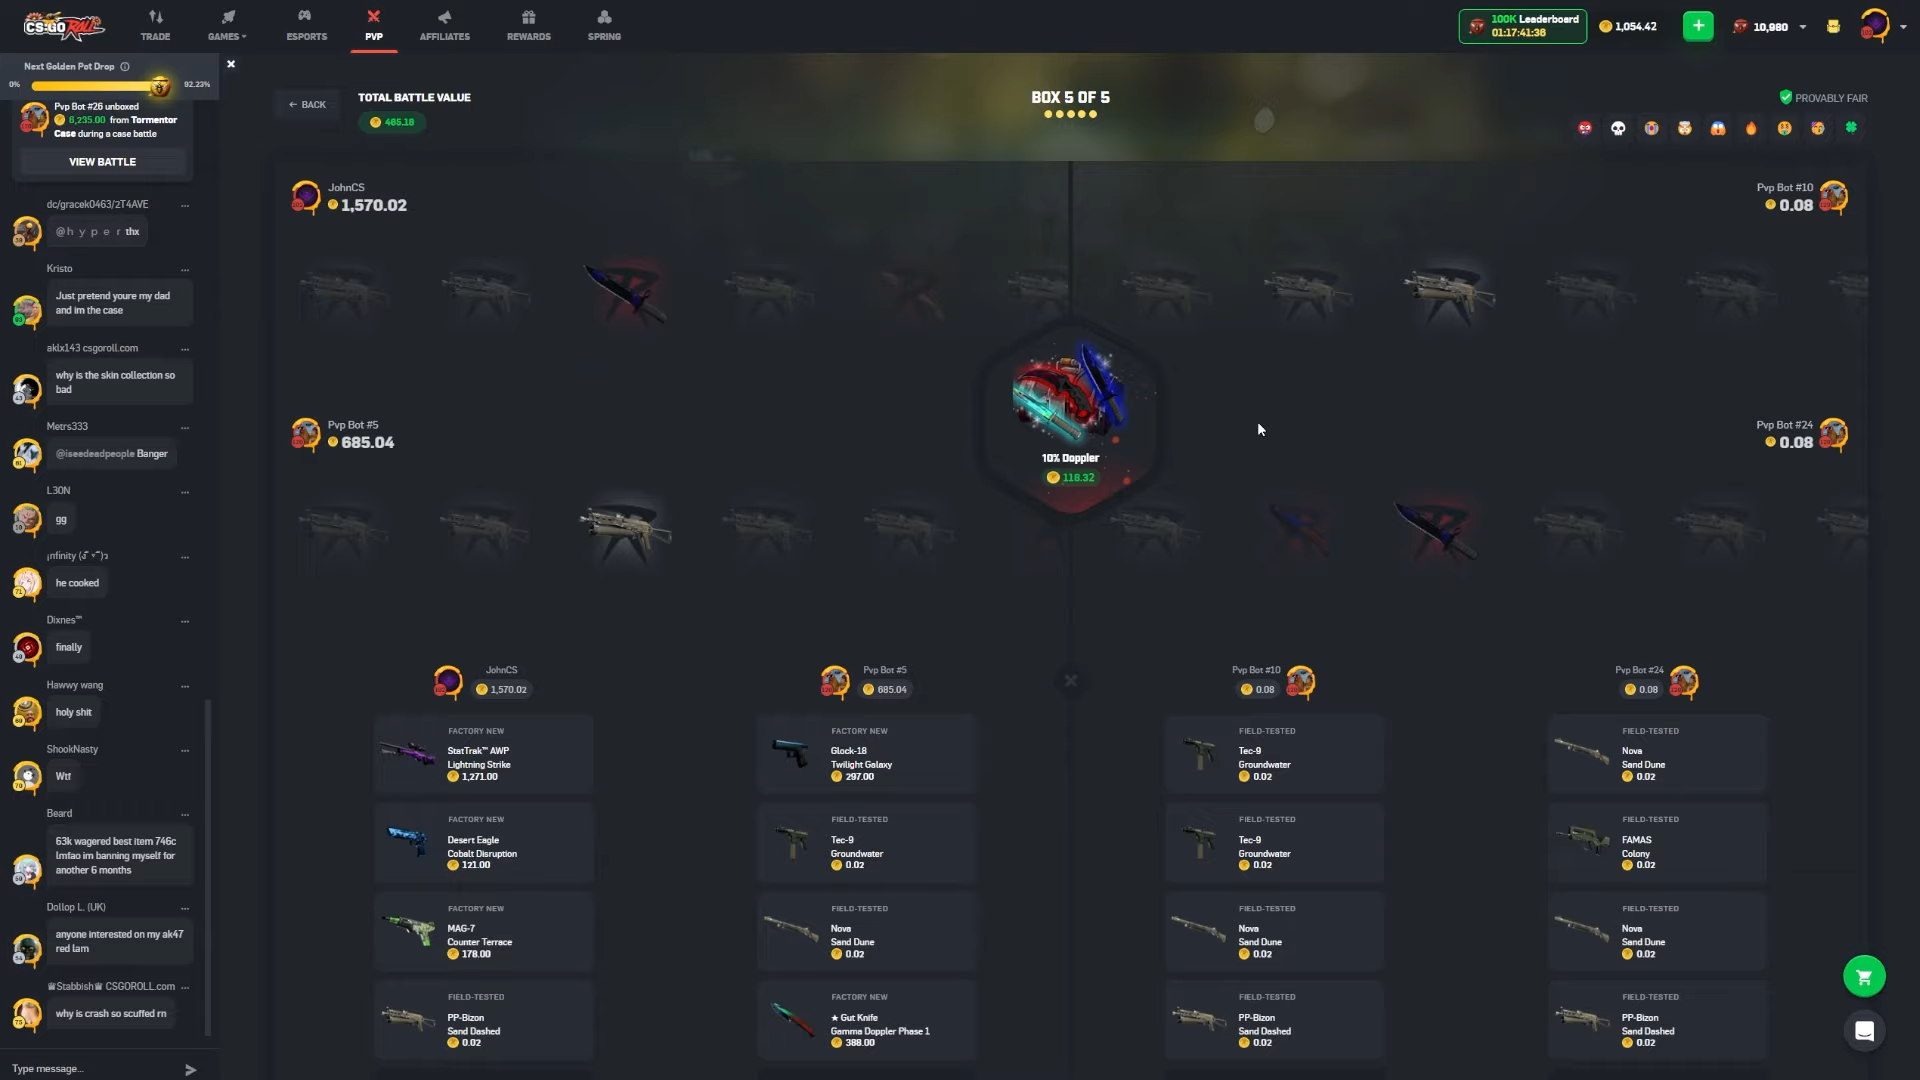 CS:GO ROLL
TRADE
GAMES
ESPORTS
PVP
AFFILIATES
REWARDS
SPRING
100K Leaderboard
01:17:41:36
1,054.42
+
10,980
Next Golden Pot Drop
0%
92.23%
Pvp Bot #26 unboxed
6,235.00 from Tormentor
Case during a case battle
VIEW BATTLE
dc/gracek0463/2T4AVE
@h y p e r thx
Kristo
Just pretend youre my dad
and im the case
aklx143 csgoroll.com
why is the skin collection so
bad
Metrs333
@iseedeadpeople Banger
L30N
gg
he cooked
Dixnes™
finally
Hawwy wang
holy shit
ShookNasty
Wtf
Beard
63k wagered best item 746c
lmfao im banning myself for
another 6 months
Dollop L. (UK)
anyone interested on my ak47
red lam
♛Stabbish♛ CSGOROLL.com
why is crash so scuffed rn
Type message...
← BACK
TOTAL BATTLE VALUE
465.18
BOX 5 OF 5
PROVABLY FAIR
JohnCS
1,570.02
Pvp Bot #10
0.08
Pvp Bot #5
685.04
Pvp Bot #24
0.08
10% Doppler
118.32
JohnCS
1,570.02
Pvp Bot #5
685.04
Pvp Bot #10
0.08
Pvp Bot #24
0.08
FACTORY NEW
StatTrak™ AWP
Lightning Strike
1,271.00
FACTORY NEW
Glock-18
Twilight Galaxy
297.00
FIELD-TESTED
Tec-9
Groundwater
0.02
FIELD-TESTED
Nova
Sand Dune
0.02
FACTORY NEW
Desert Eagle
Cobalt Disruption
121.00
FIELD-TESTED
Tec-9
Groundwater
0.02
FIELD-TESTED
Tec-9
Groundwater
0.02
FIELD-TESTED
FAMAS
Colony
0.02
FACTORY NEW
MAG-7
Counter Terrace
178.00
FIELD-TESTED
Nova
Sand Dune
0.02
FIELD-TESTED
Nova
Sand Dune
0.02
FIELD-TESTED
Nova
Sand Dune
0.02
FIELD-TESTED
PP-Bizon
Sand Dashed
0.02
FACTORY NEW
★ Gut Knife
Gamma Doppler Phase 1
388.00
FIELD-TESTED
PP-Bizon
Sand Dashed
0.02
FIELD-TESTED
PP-Bizon
Sand Dashed
0.02